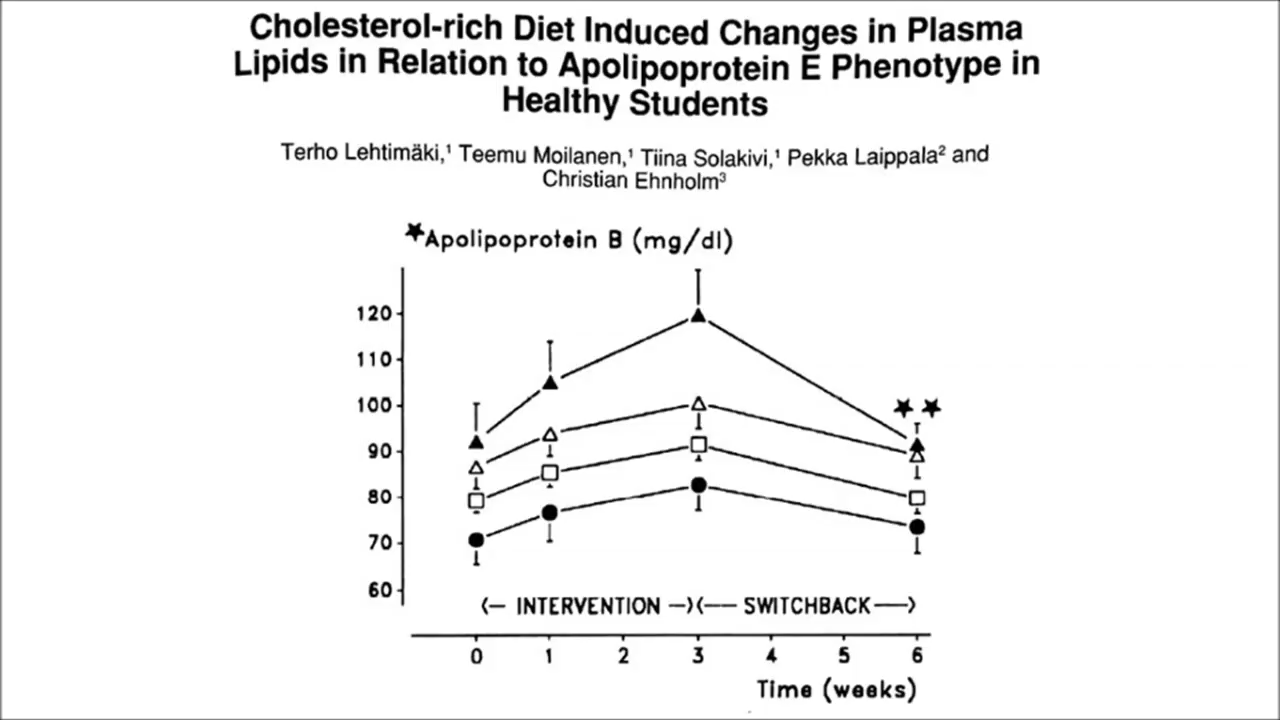 Cholesterol-rich Diet Induced Changes in Plasma
Lipids in Relation to Apolipoprotein E Phenotype in
Healthy Students
Terho Lehtimäki,¹ Teemu Moilanen,¹ Tiina Solakivi,¹ Pekka Laippala² and
Christian Ehnholm³
★Apolipoprotein B (mg/dl)
120
110
100
★ ★
90
80
70
60
⟨— INTERVENTION —⟩⟨— SWITCHBACK—⟩
0 1 2 3 4 5 6
Time (weeks)